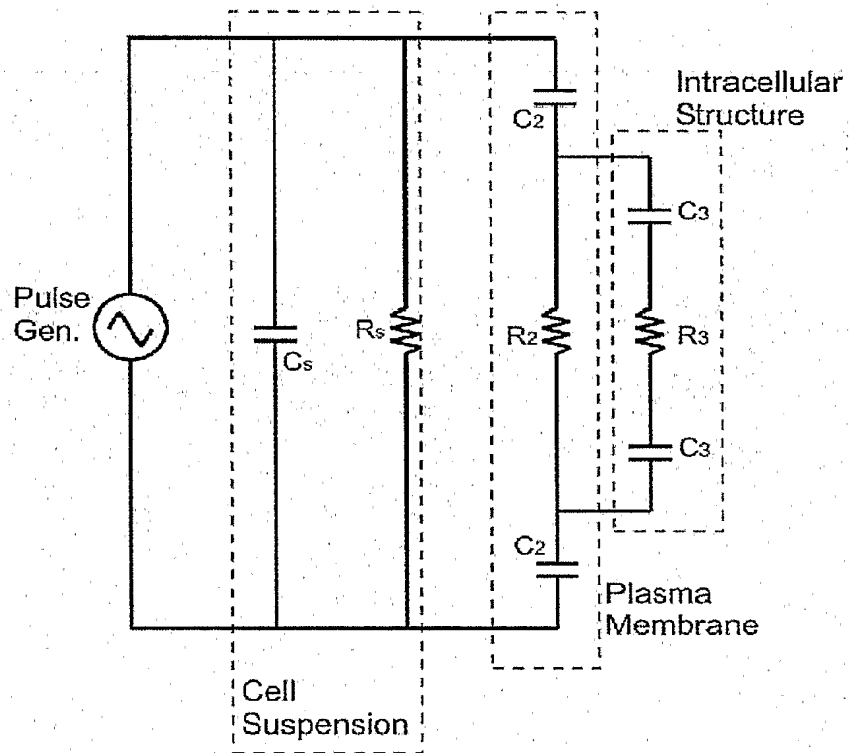 C2
Intracellular
Structure
C3
Pulse
Gen.
Cs
Rs
R2
R3
C3
C2
Plasma
Membrane
Cell
Suspension